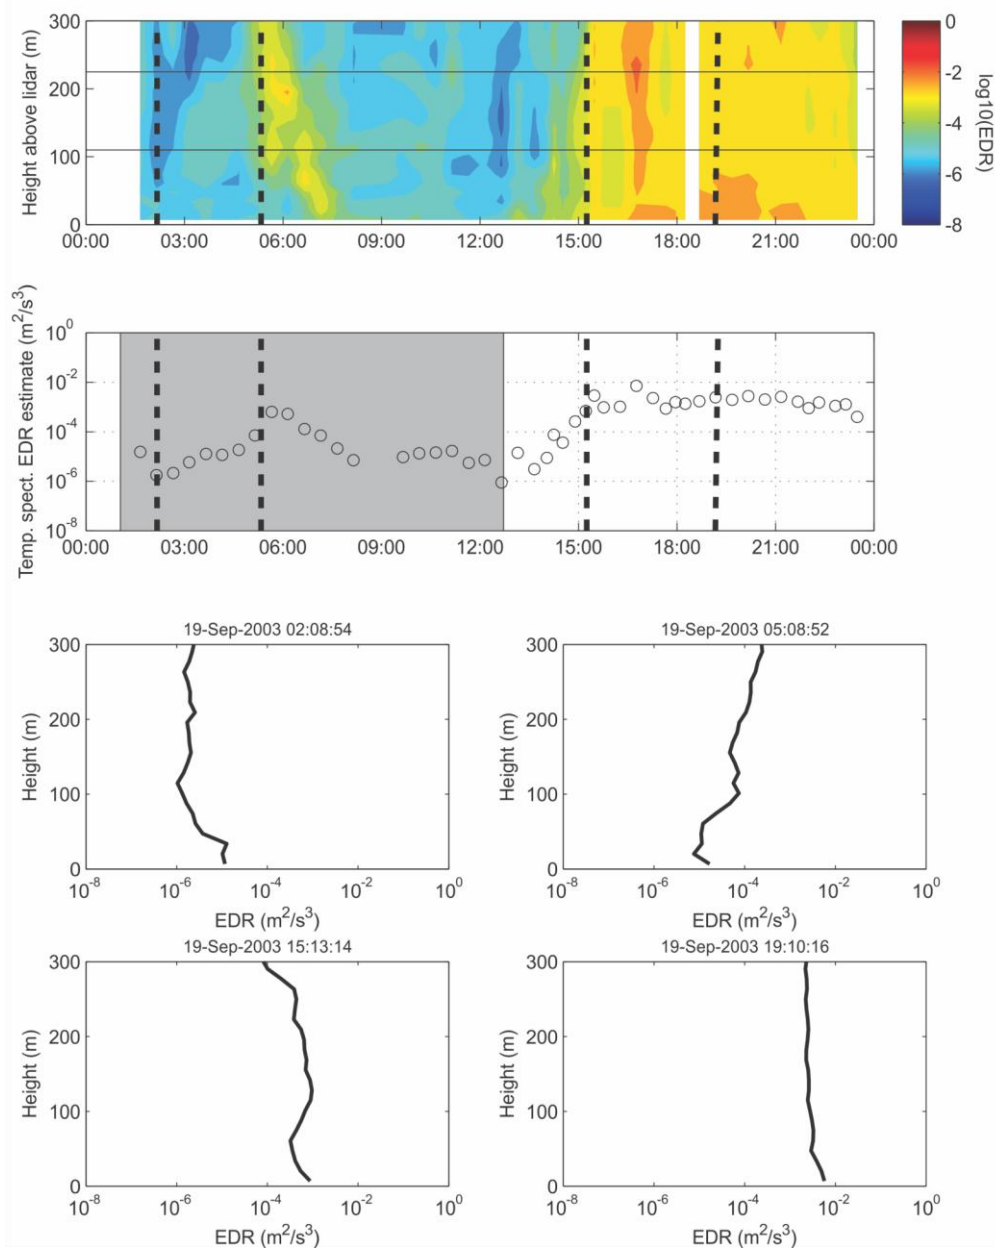 300
200
100
0
Height above lidar (m)
00:00 03:00 06:00 09:00 12:00 15:00 18:00 21:00 00:00
0
-2
-4
-6
-8
log10(EDR)
Temp. spect. EDR estimate (m²/s³)
10⁰
10⁻²
10⁻⁴
10⁻⁶
10⁻⁸
00:00 03:00 06:00 09:00 12:00 15:00 18:00 21:00 00:00
19-Sep-2003 02:08:54
300
200
100
0
Height (m)
10⁻⁸ 10⁻⁶ 10⁻⁴ 10⁻² 10⁰
EDR (m²/s³)
19-Sep-2003 05:08:52
300
200
100
0
Height (m)
10⁻⁸ 10⁻⁶ 10⁻⁴ 10⁻² 10⁰
EDR (m²/s³)
19-Sep-2003 15:13:14
300
200
100
0
Height (m)
10⁻⁸ 10⁻⁶ 10⁻⁴ 10⁻² 10⁰
EDR (m²/s³)
19-Sep-2003 19:10:16
300
200
100
0
Height (m)
10⁻⁸ 10⁻⁶ 10⁻⁴ 10⁻² 10⁰
EDR (m²/s³)